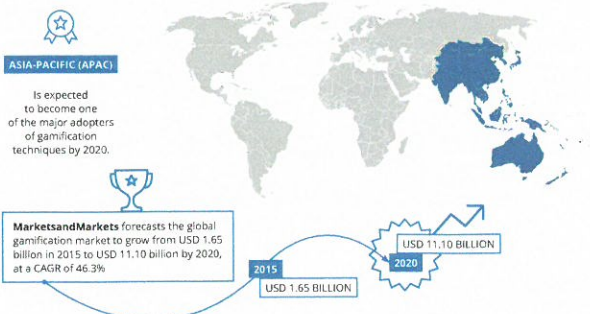 ASIA-PACIFIC (APAC)
Is expected
to become one
of the major adopters
of gamification
techniques by 2020.
MarketsandMarkets forecasts the global
gamification market to grow from USD 1.65
billion in 2015 to USD 11.10 billion by 2020,
at a CAGR of 46.3%
2015
USD 1.65 BILLION
USD 11.10 BILLION
2020